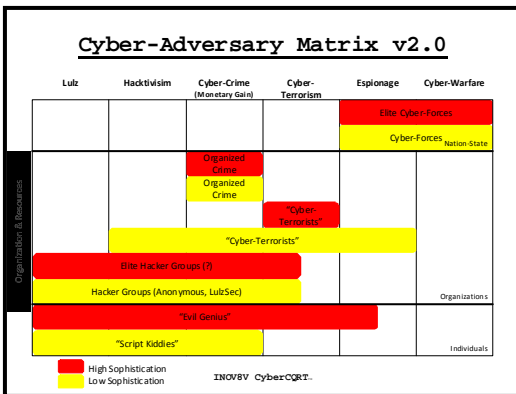 Cyber-Adversary Matrix v2.0
Lulz
Hacktivisim
Cyber-Crime
(Monetary Gain)
Cyber-
Terrorism
Espionage
Cyber-Warfare
Elite Cyber-Forces
Cyber-Forces
Nation-State
Organization & Resources
Organized
Crime
Organized
Crime
"Cyber-
Terrorists"
"Cyber-Terrorists"
Elite Hacker Groups (?)
Hacker Groups (Anonymous, LulzSec)
Organizations
"Evil Genius"
"Script Kiddies"
Individuals
High Sophistication
Low Sophistication
INOV8V CyberCQRT™